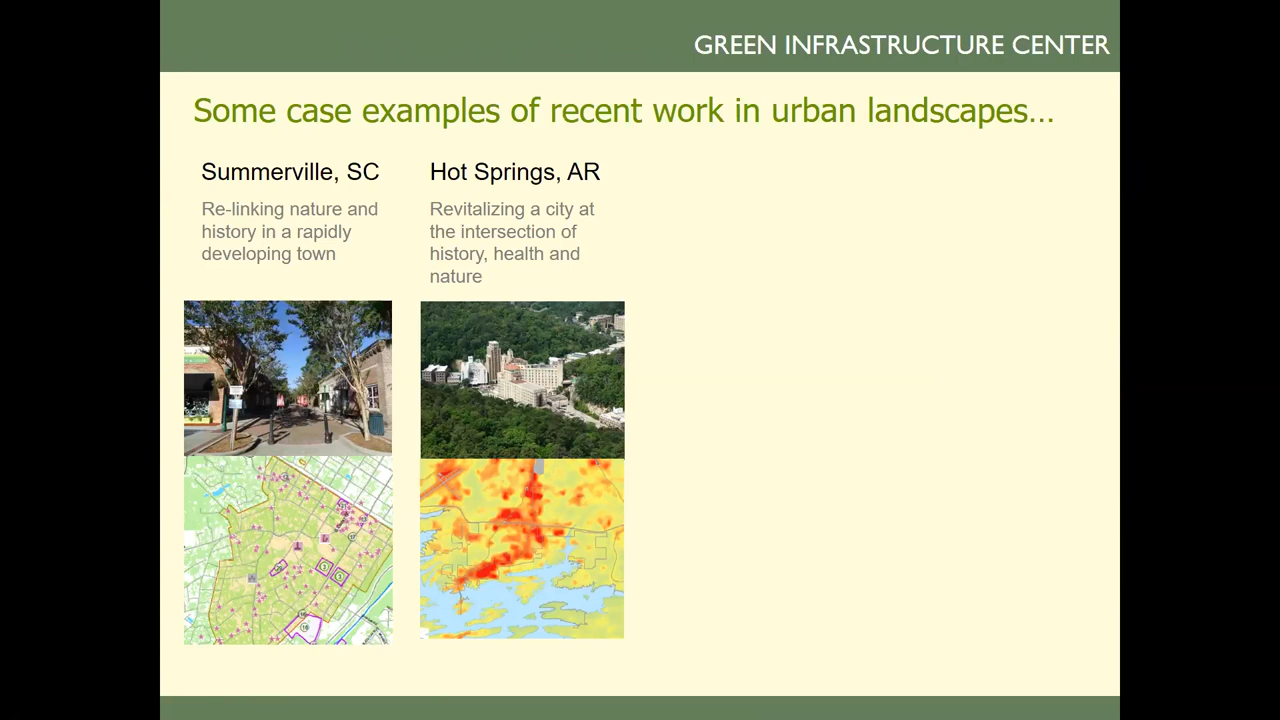 GREEN INFRASTRUCTURE CENTER
Some case examples of recent work in urban landscapes...
Summerville, SC
Re-linking nature and
history in a rapidly
developing town
Hot Springs, AR
Revitalizing a city at
the intersection of
history, health and
nature